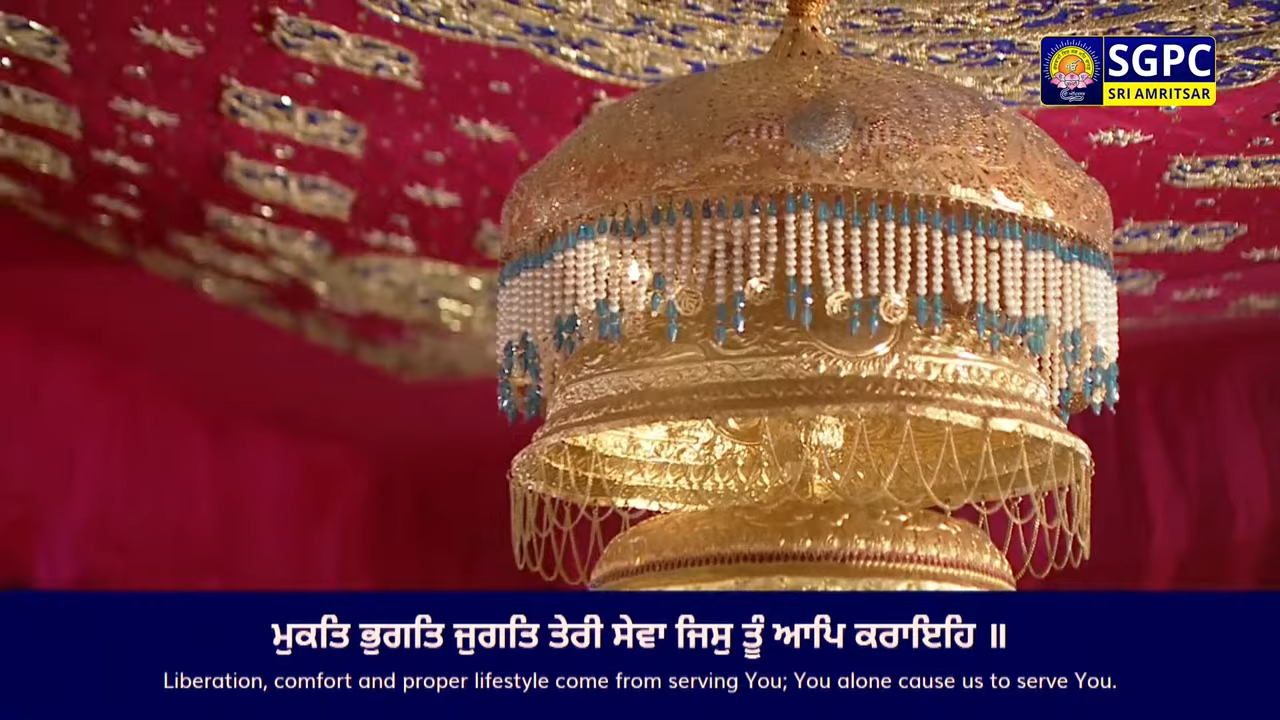 SGPC
SRI AMRITSAR
ਮੁਕਤਿ ਭੁਗਤਿ ਜੁਗਤਿ ਤੇਰੀ ਸੇਵਾ ਜਿਸੁ ਤੂੰ ਆਪਿ ਕਰਾਇਹਿ ॥
Liberation, comfort and proper lifestyle come from serving You; You alone cause us to serve You.